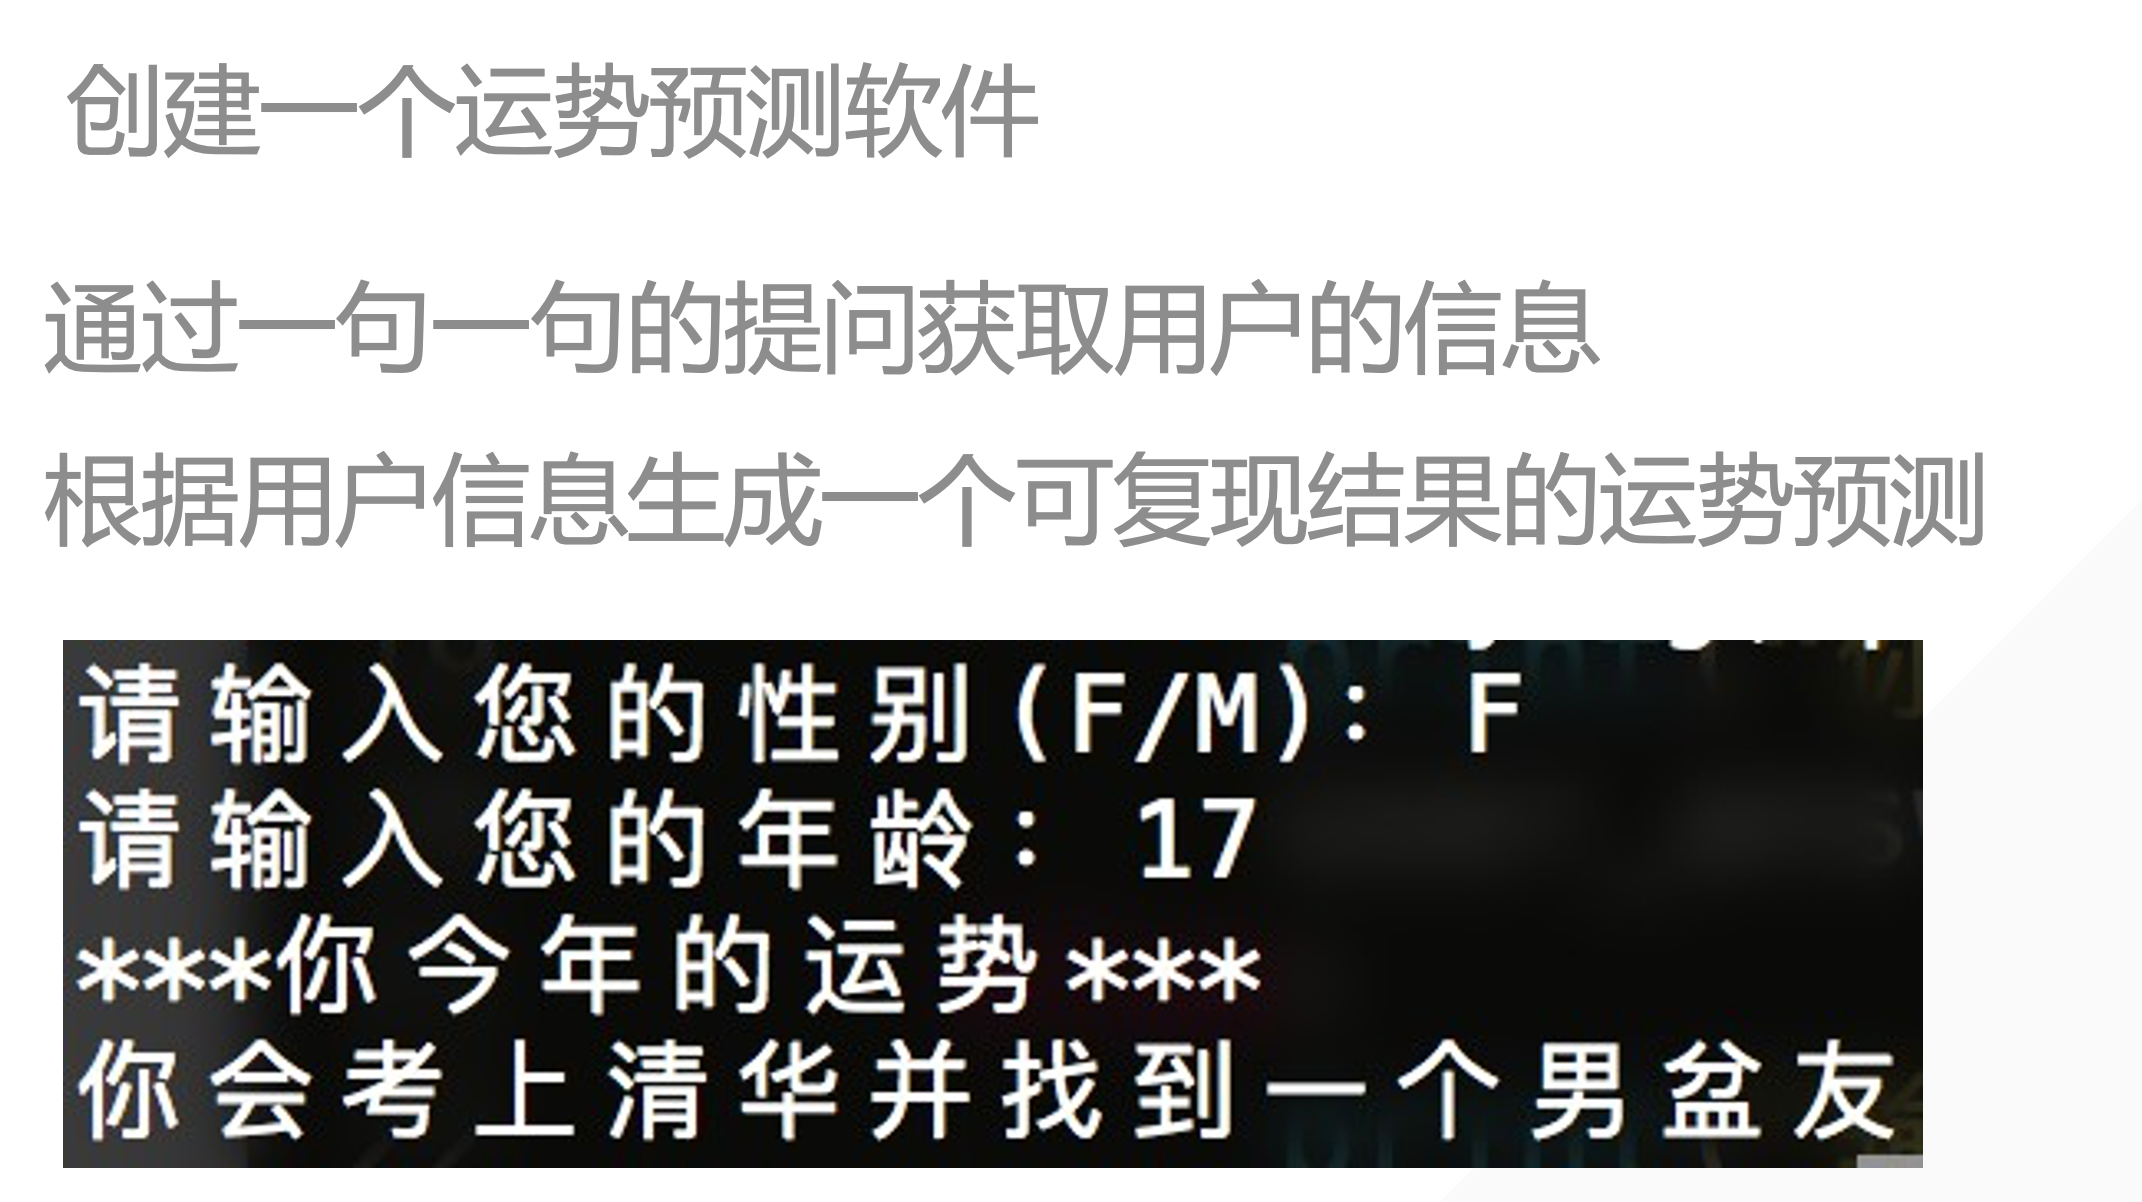 创建一个运势预测软件
通过一句一句的提问获取用户的信息
根据用户信息生成一个可复现结果的运势预测
请输入您的性别(F/M): F
请输入您的年龄: 17
***你今年的运势***
你会考上清华并找到一个男盆友